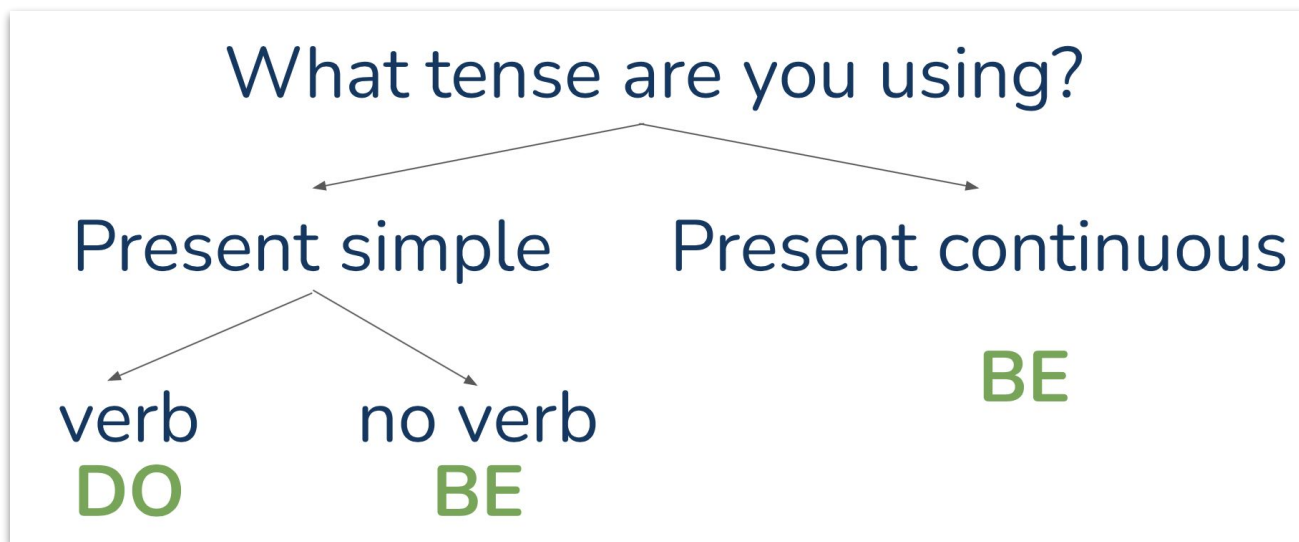 What tense are you using?
Present simple
Present continuous
BE
verb
no verb
DO
BE